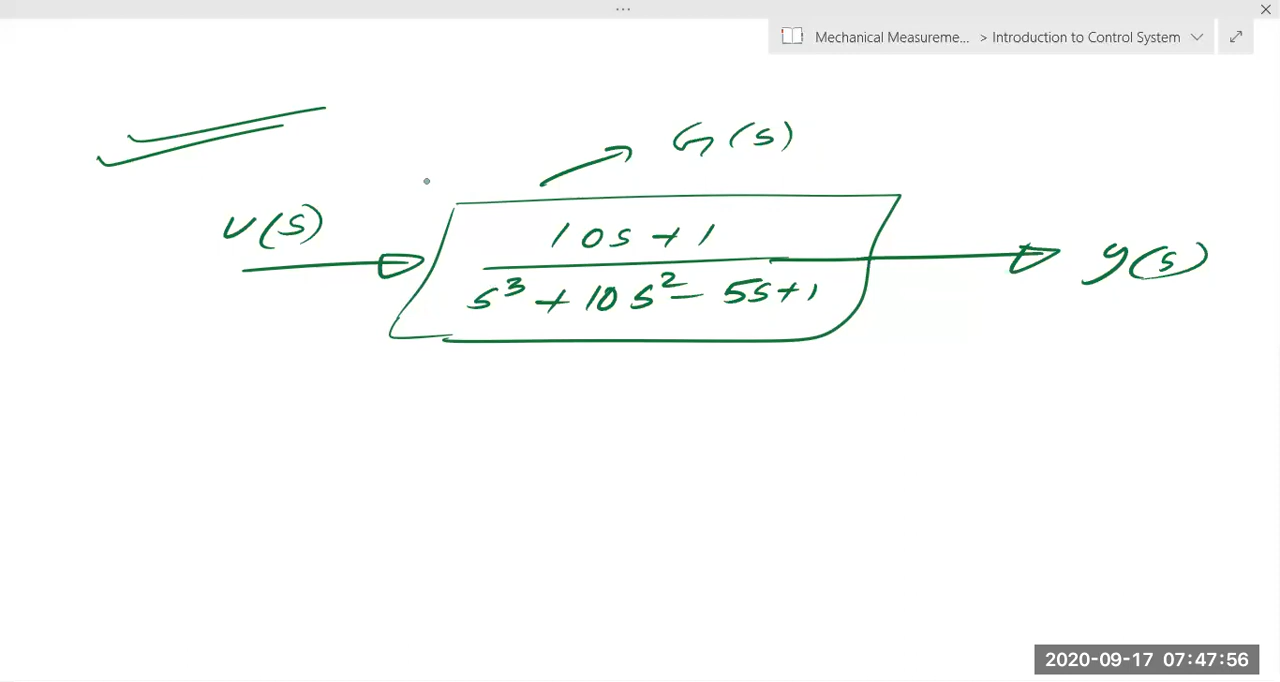 Mechanical Measureme... > Introduction to Control System
G(s)
U(s)
10s+1
s³+10s²-5s+1
y(s)
2020-09-17 07:47:56